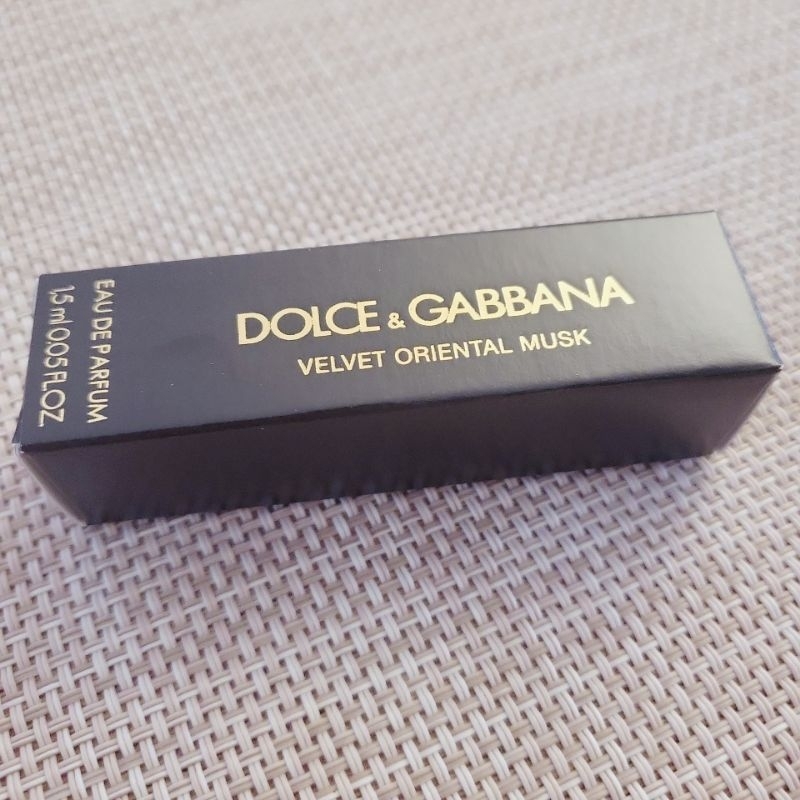 DOLCE & GABBANA
VELVET ORIENTAL MUSK
EAU DE PARFUM
1,5 ml 0.05 FL.OZ.